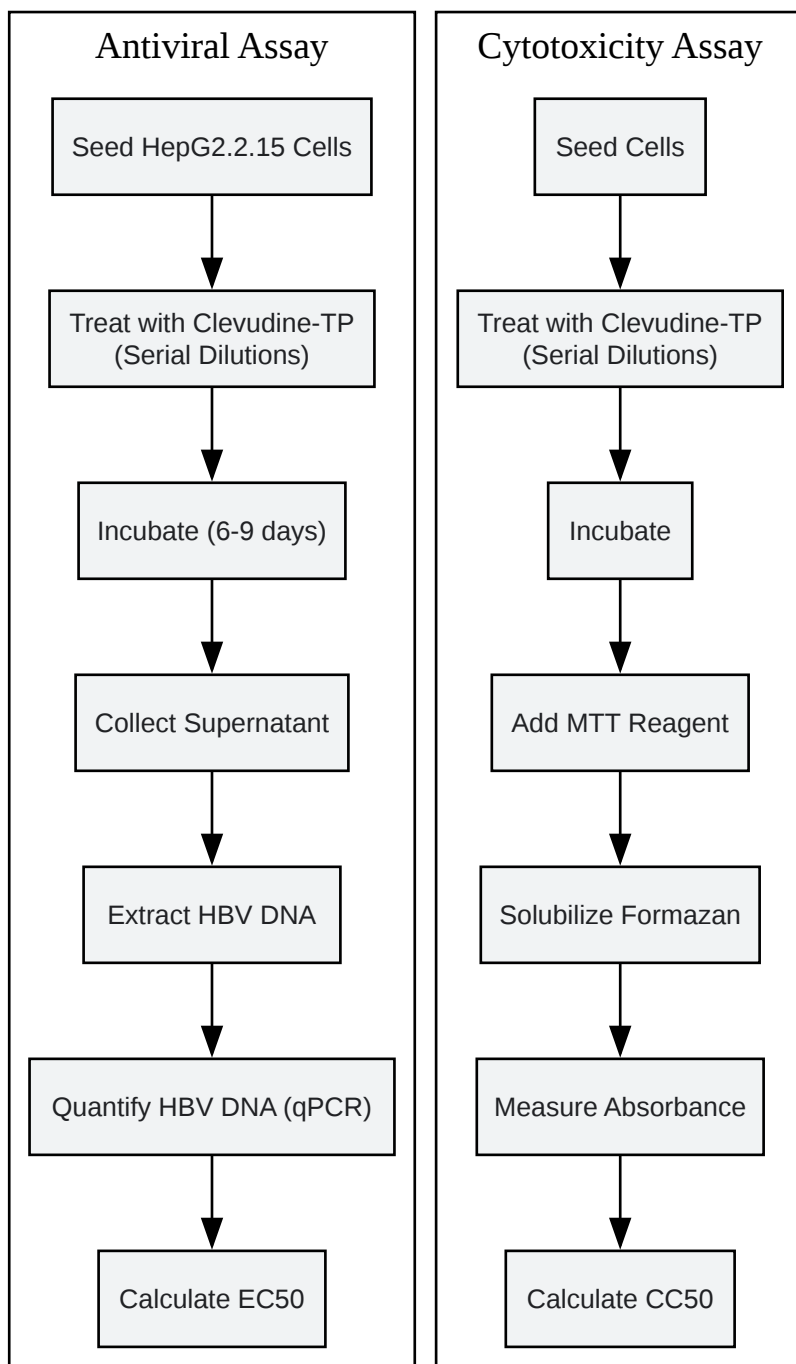 Antiviral Assay
Seed HepG2.2.15 Cells
Treat with Clevudine-TP
(Serial Dilutions)
Incubate (6-9 days)
Collect Supernatant
Extract HBV DNA
Quantify HBV DNA (qPCR)
Calculate EC50
Cytotoxicity Assay
Seed Cells
Treat with Clevudine-TP
(Serial Dilutions)
Incubate
Add MTT Reagent
Solubilize Formazan
Measure Absorbance
Calculate CC50